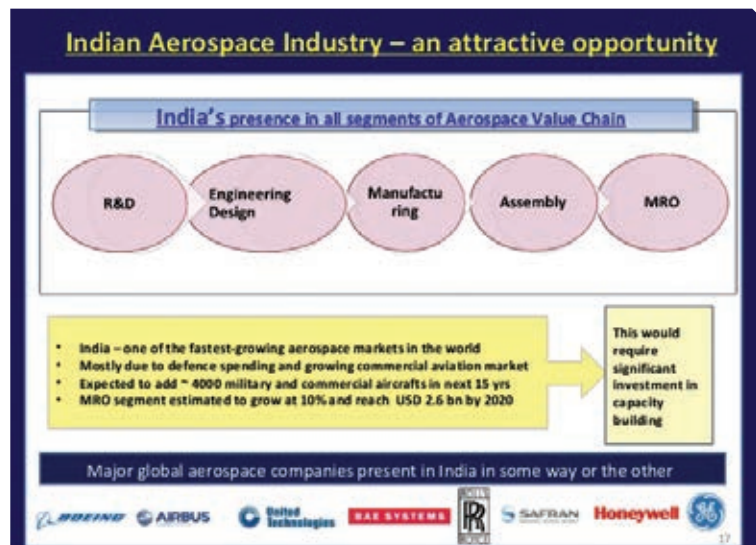 Indian Aerospace Industry – an attractive opportunity
India's presence in all segments of Aerospace Value Chain
R&D
Engineering
Design
Manufactu
ring
Assembly
MRO
• India – one of the fastest-growing aerospace markets in the world
• Mostly due to defence spending and growing commercial aviation market
• Expected to add ~ 4000 military and commercial aircrafts in next 15 yrs
• MRO segment estimated to grow at 10% and reach USD 2.6 bn by 2020
This would
require
significant
investment in
capacity
building
Major global aerospace companies present in India in some way or the other
BOEING
AIRBUS
United
Technologies
BAE SYSTEMS
ROLLS
RR
ROYCE
SAFRAN
Honeywell
GE
17